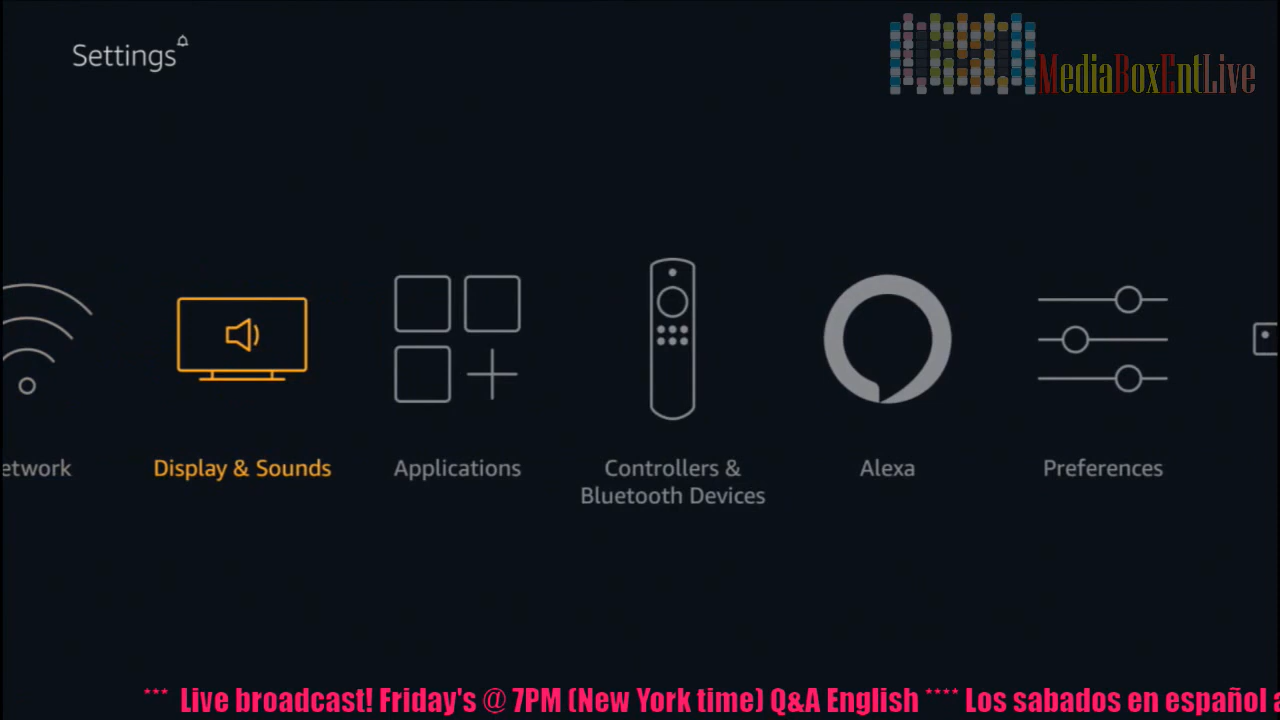 Settings
MediaBoxEntLive
etwork
Display & Sounds
Applications
Controllers &
Bluetooth Devices
Alexa
Preferences
*** Live broadcast! Friday's @ 7PM (New York time) Q&A English **** Los sabados en español a